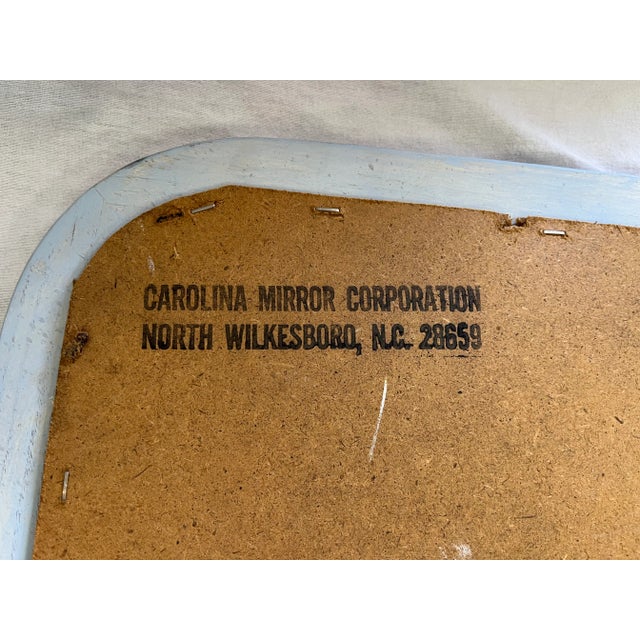 CAROLINA MIRROR CORPORATION
NORTH WILKESBORO, N.C. 28659